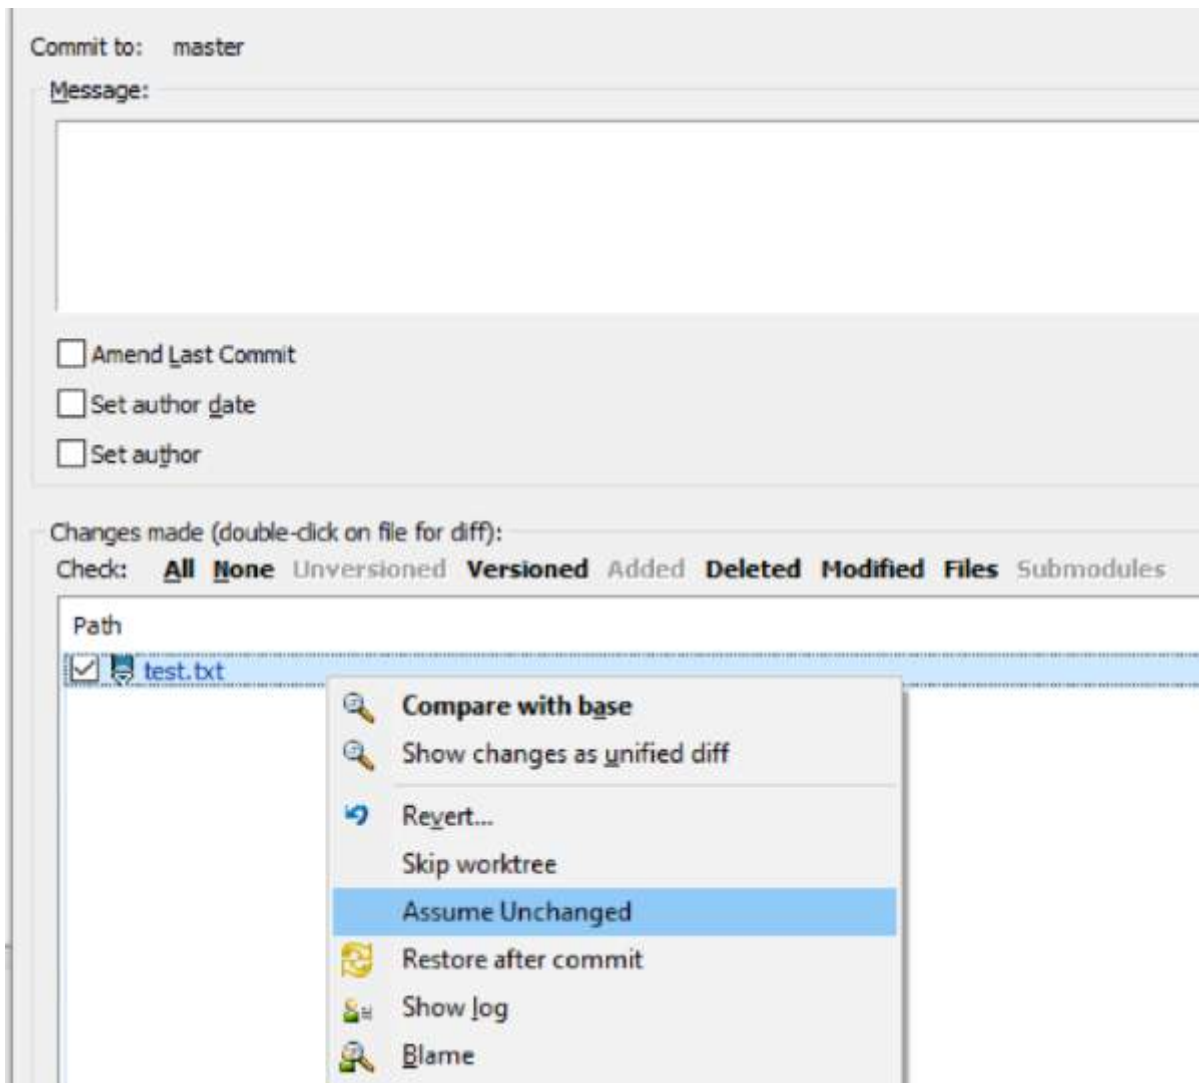 Commit to: master
Message:
Amend Last Commit
Set author date
Set author
Changes made (double-click on file for diff):
Check: All None Unversioned Versioned Added Deleted Modified Files Submodules
Path
test.txt
Compare with base
Show changes as unified diff
Revert...
Skip worktree
Assume Unchanged
Restore after commit
Show log
Blame